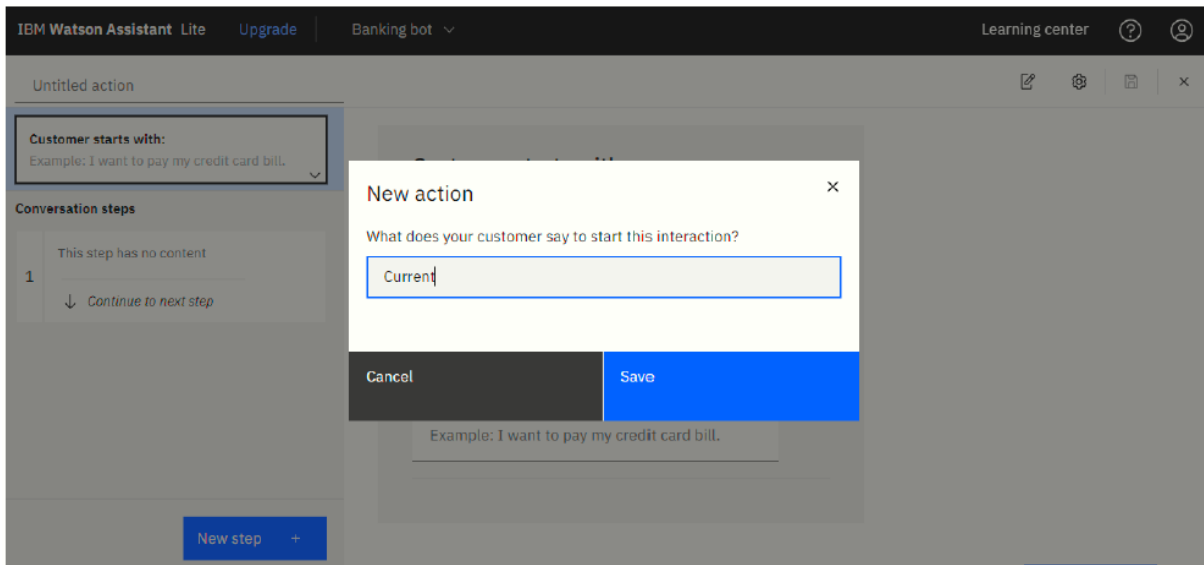 IBM Watson Assistant Lite Upgrade Banking bot Learning center
Untitled action
Customer starts with:
Example: I want to pay my credit card bill.
Conversation steps
This step has no content
1
Continue to next step
New step +
New action
What does your customer say to start this interaction?
Current
Cancel Save
Example: I want to pay my credit card bill.